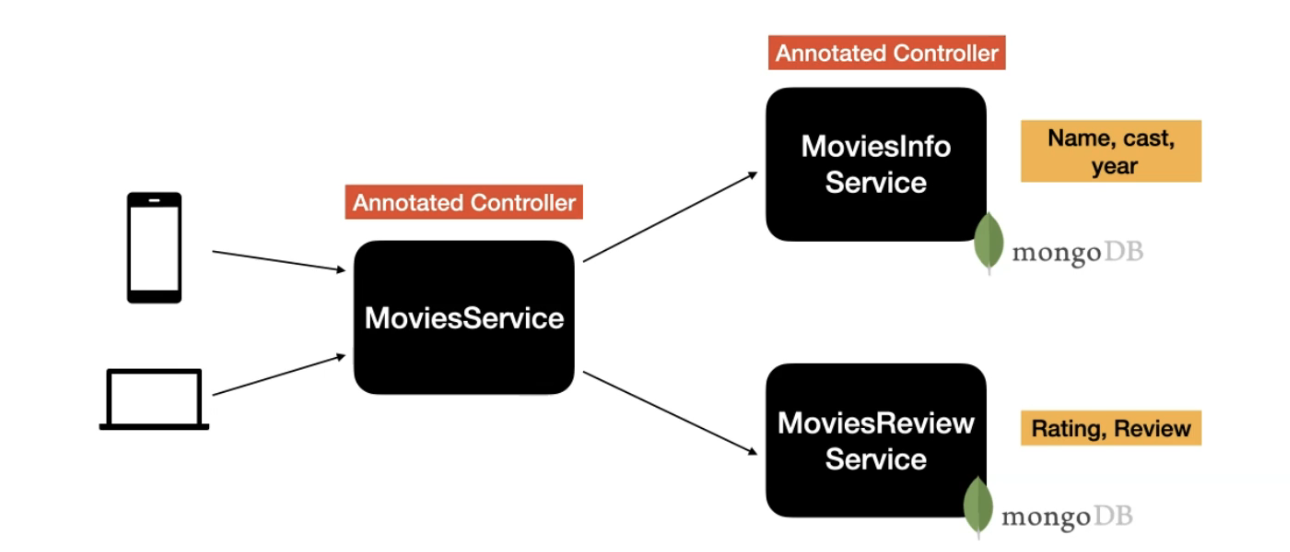 Annotated Controller
MoviesInfo
Service
Name, cast,
year
mongoDB
Annotated Controller
MoviesService
MoviesReview
Service
Rating, Review
mongoDB